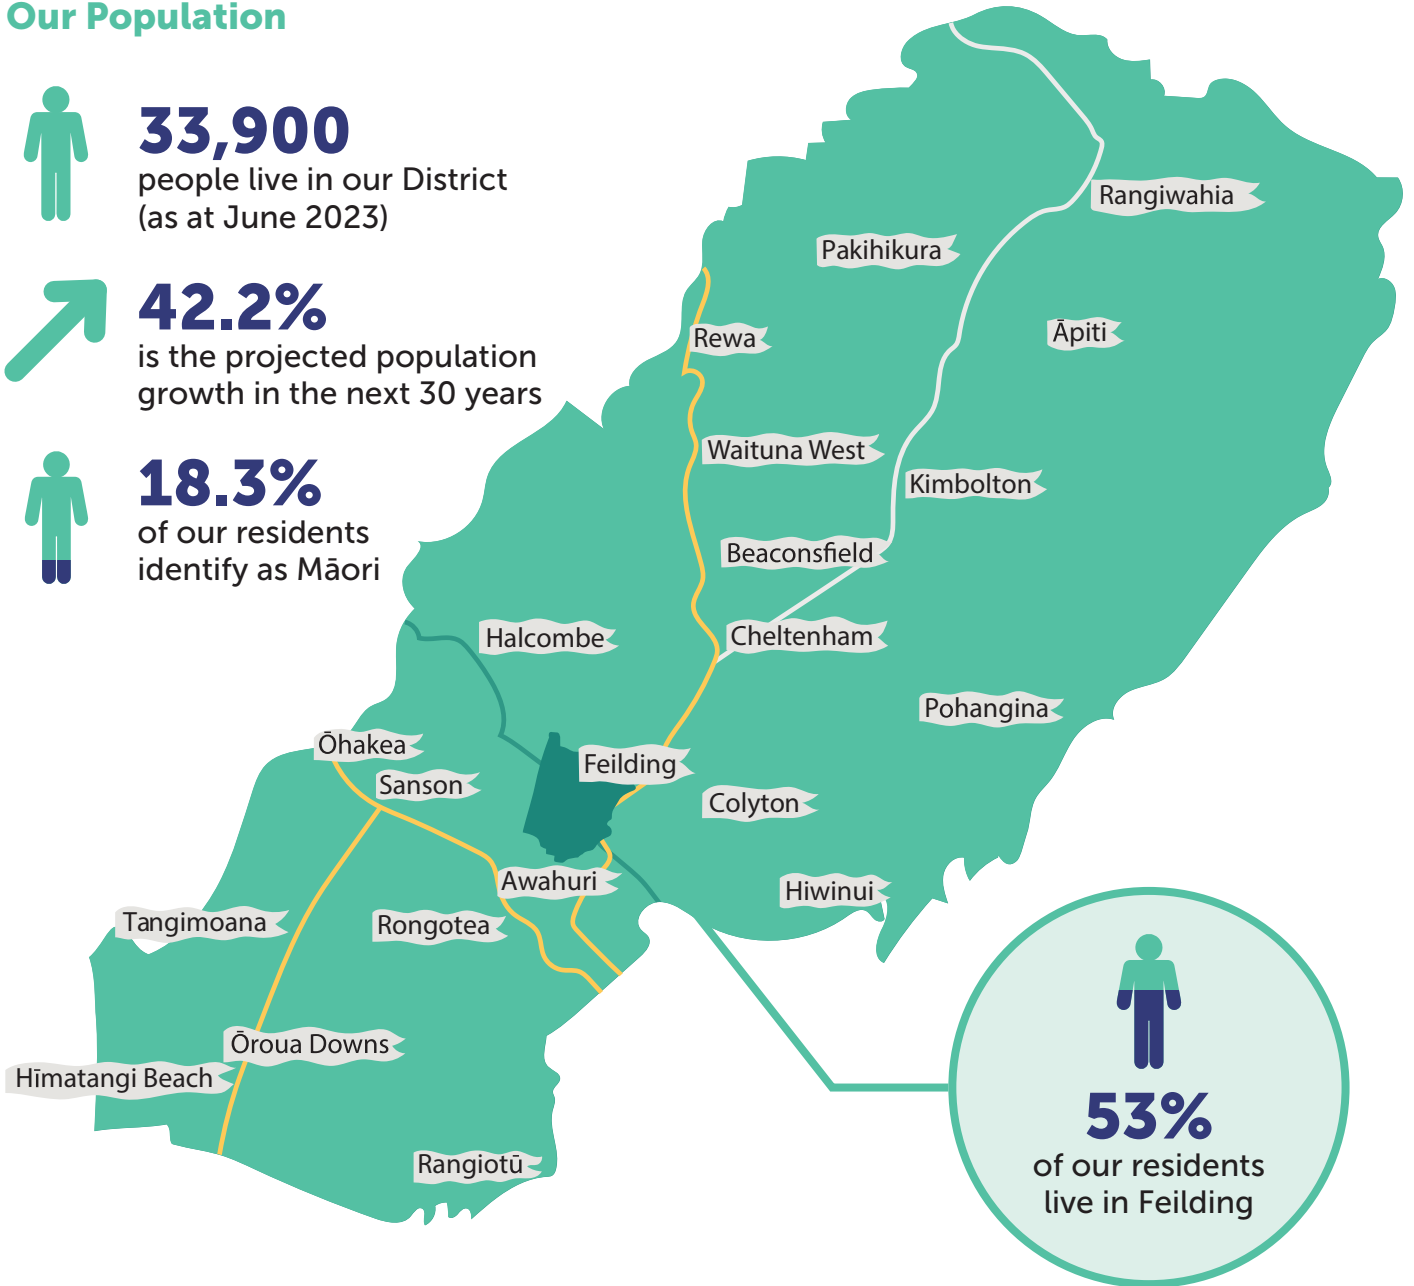 Our Population
33,900
people live in our District
(as at June 2023)
42.2%
is the projected population
growth in the next 30 years
18.3%
of our residents
identify as Māori
Rangiwahia
Pakihikura
Āpiti
Rewa
Waituna West
Kimbolton
Beaconsfield
Cheltenham
Halcombe
Pohangina
Ōhakea
Feilding
Sanson
Colyton
Awahuri
Hiwinui
Tangimoana
Rongotea
Ōroua Downs
Hīmatangi Beach
Rangiotū
53%
of our residents
live in Feilding